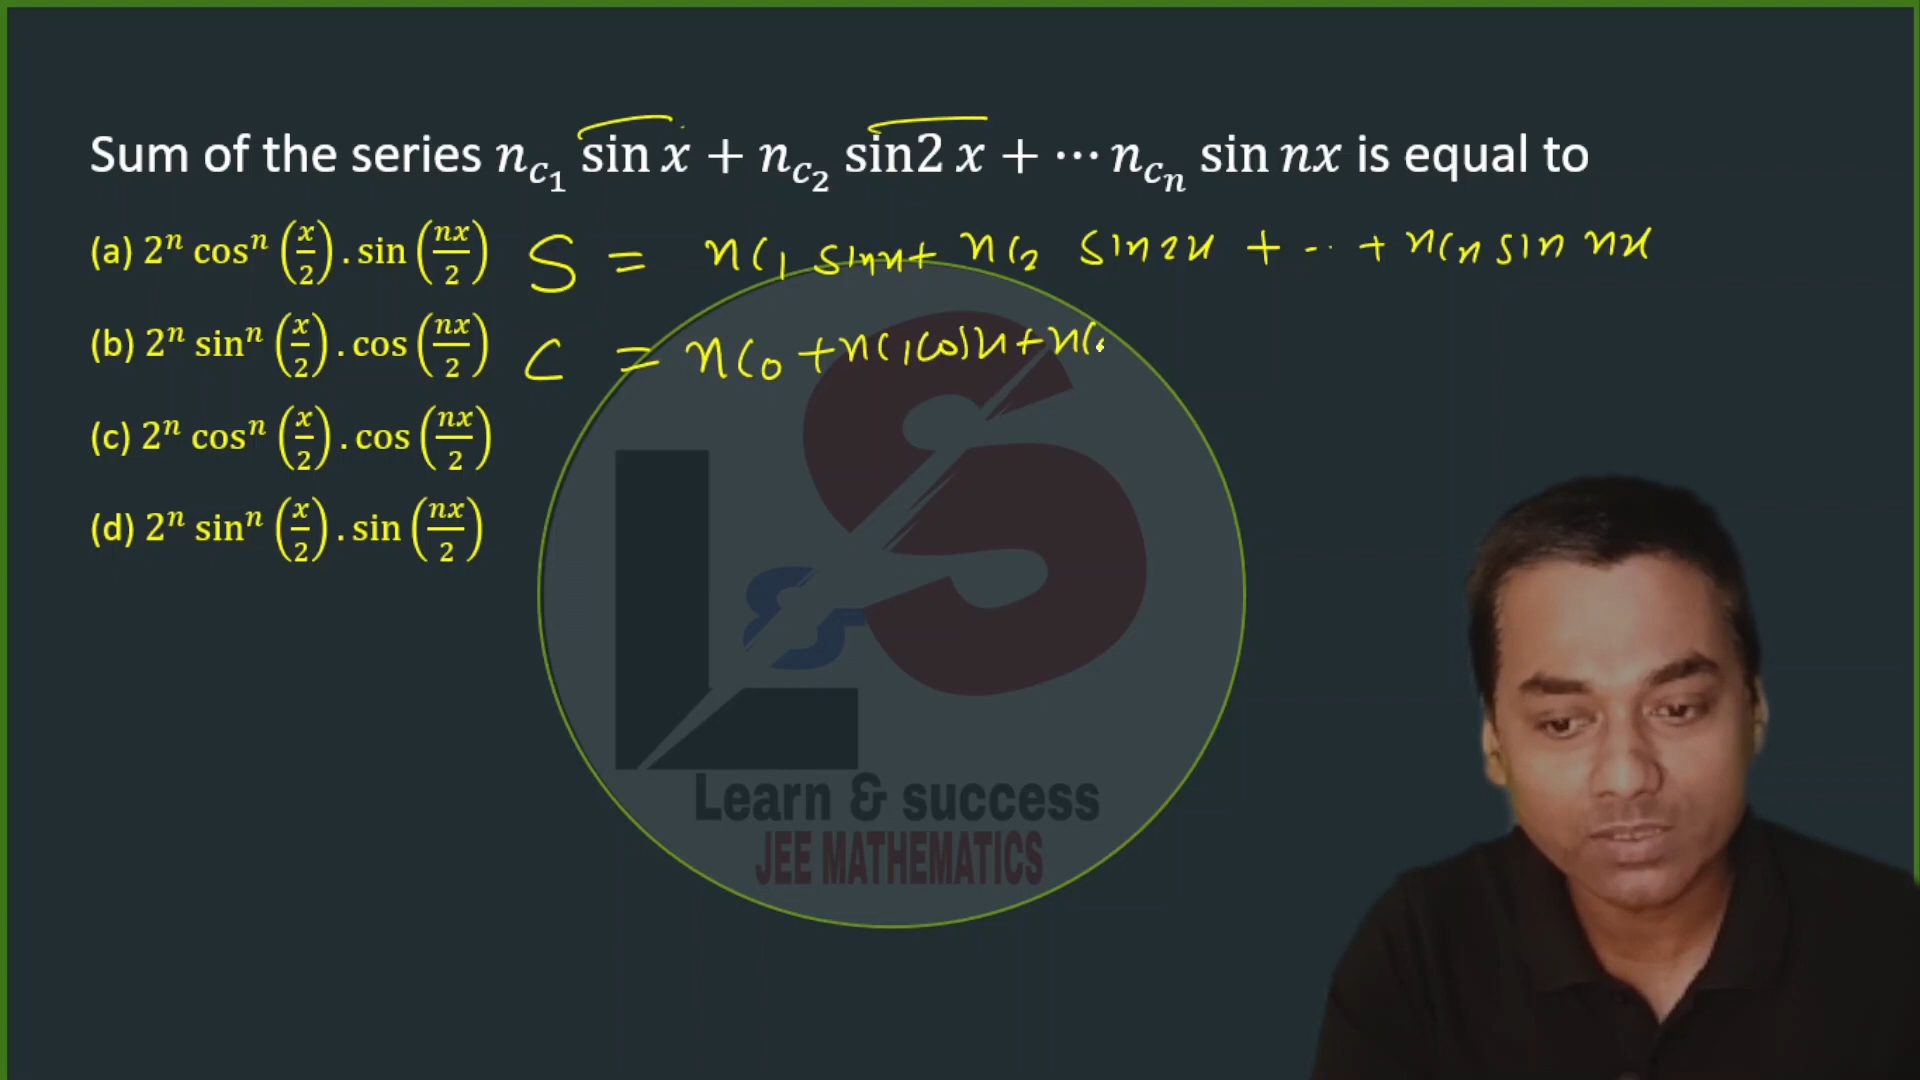 Sum of the series n_{c_1} sin x + n_{c_2} sin2 x + ⋯ n_{c_n} sin nx is equal to
(a) 2^n cos^n (x/2) . sin (nx/2)
S = nC1 sinx + nC2 sin2x + ... + nCn sin nx
(b) 2^n sin^n (x/2) . cos (nx/2)
C = nC0 + nC1 cosx + nC
(c) 2^n cos^n (x/2) . cos (nx/2)
(d) 2^n sin^n (x/2) . sin (nx/2)
L&S
Learn & success
JEE MATHEMATICS